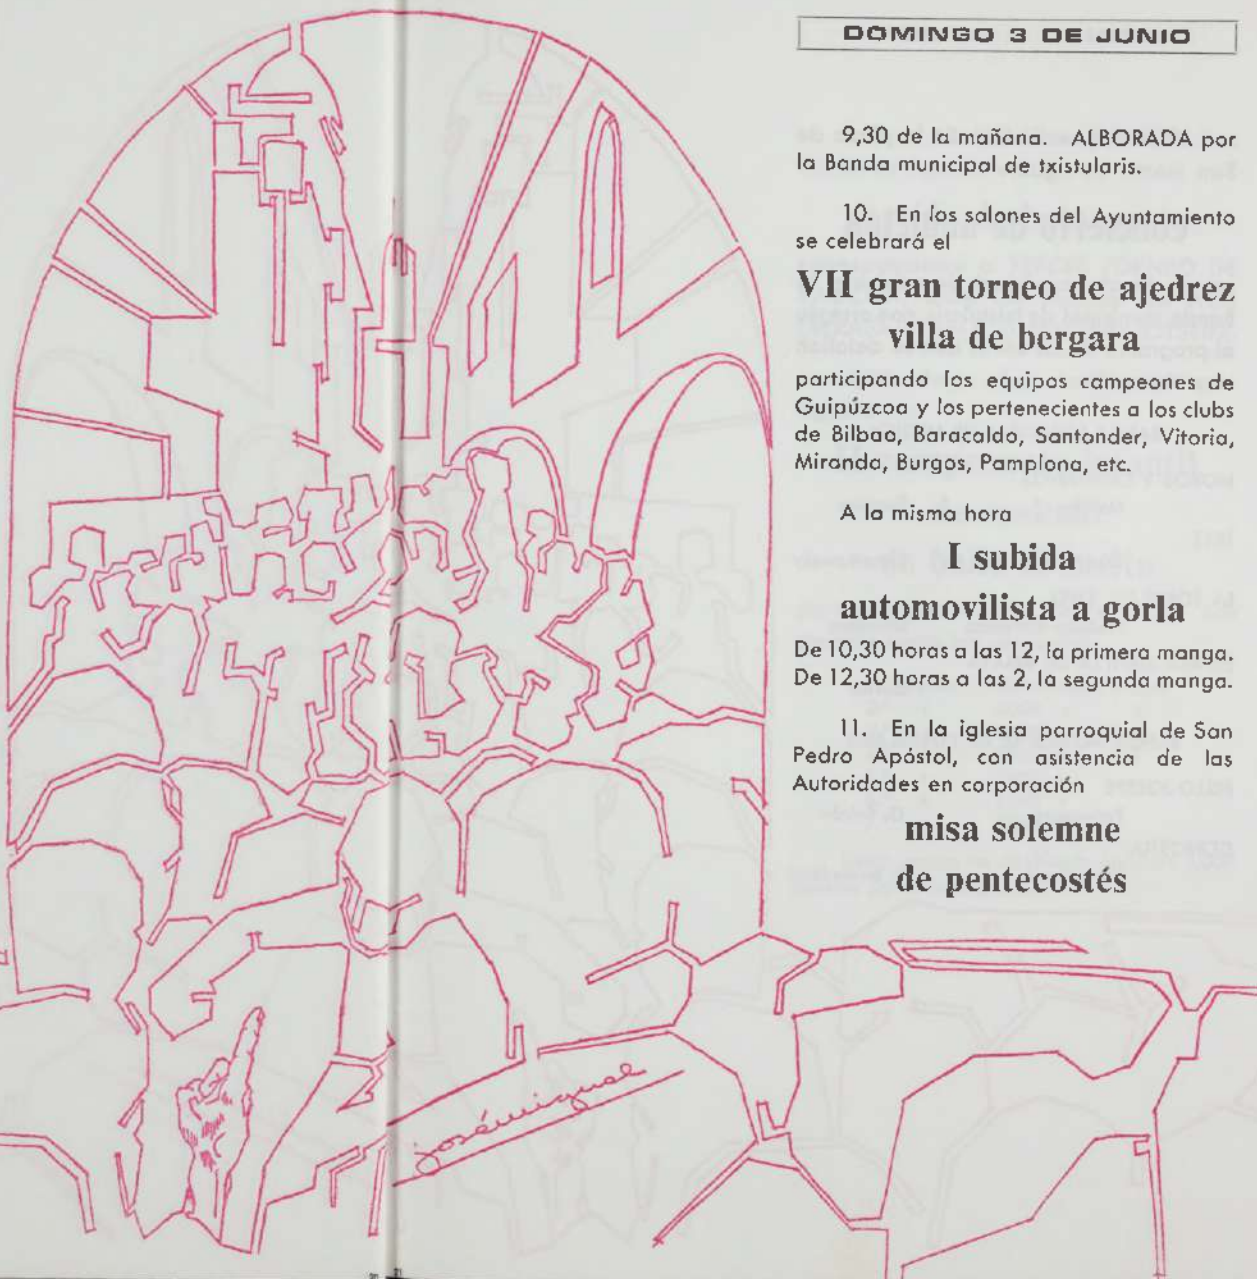 DOMINGO 3 DE JUNIO
9,30 de la mañana. ALBORADA por
la Banda municipal de txistularis.
10. En los salones del Ayuntamiento
se celebrará el
VII gran torneo de ajedrez
villa de bergara
participando los equipos campeones de
Guipúzcoa y los pertenecientes a los clubs
de Bilbao, Baracaldo, Santander, Vitoria,
Miranda, Burgos, Pamplona, etc.
A la misma hora
I subida
automovilista a gorla
De 10,30 horas a las 12, la primera manga.
De 12,30 horas a las 2, la segunda manga.
11. En la iglesia parroquial de San
Pedro Apóstol, con asistencia de las
Autoridades en corporación
misa solemne
de pentecostés
josémiguel